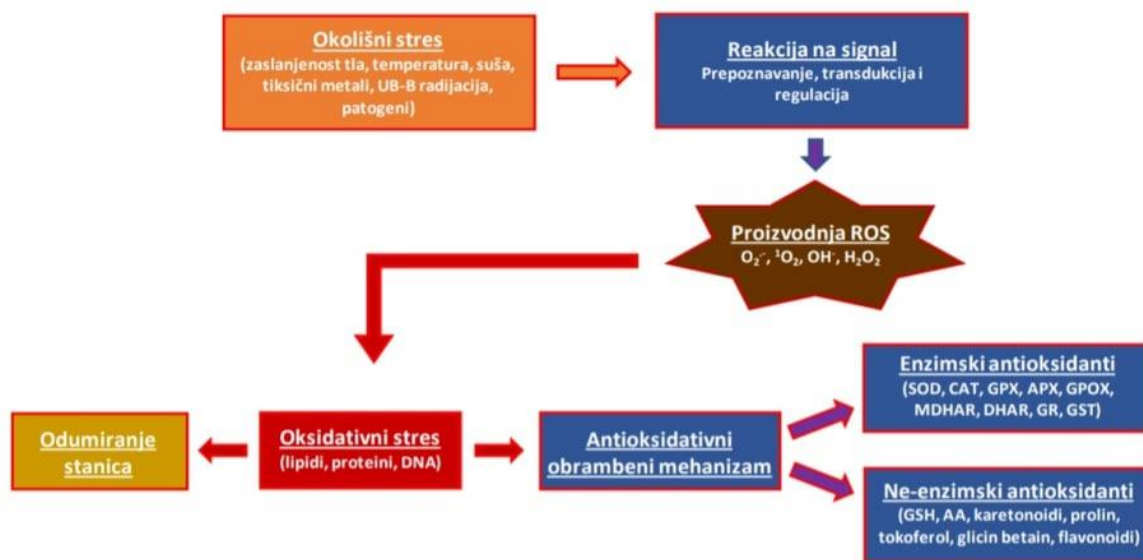 Okolišni stres
(zaslanjenost tla, temperatura, suša,
tiksični metali, UB-B radijacija,
patogeni)
Reakcija na signal
Prepoznavanje, transdukcija i
regulacija
Proizvodnja ROS
O₂·⁻, ¹O₂, OH·, H₂O₂
Enzimski antioksidanti
(SOD, CAT, GPX, APX, GPOX,
MDHAR, DHAR, GR, GST)
Odumiranje
stanica
Oksidativni stres
(lipidi, proteini, DNA)
Antioksidativni
obrambeni mehanizam
Ne-enzimski antioksidanti
(GSH, AA, karetonoidi, prolin,
tokoferol, glicin betain, flavonoidi)